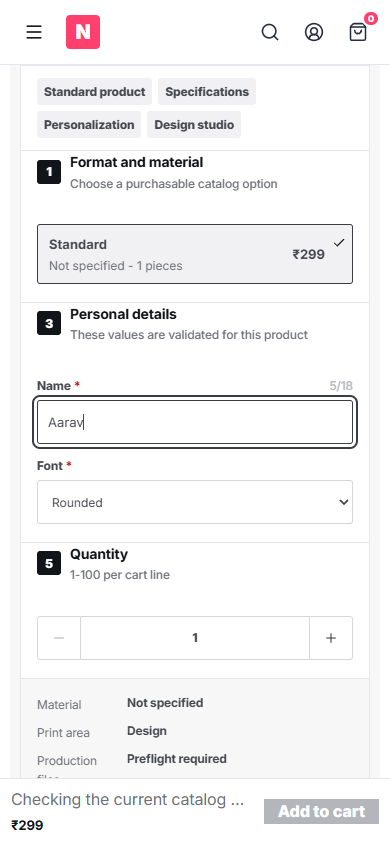 N
0
Standard product
Specifications
Personalization
Design studio
1
Format and material
Choose a purchasable catalog option
Standard
Not specified - 1 pieces
₹299
3
Personal details
These values are validated for this product
Name *
5/18
Aarav
Font *
Rounded
5
Quantity
1-100 per cart line
1
Material
Not specified
Print area
Design
Production
Preflight required
Checking the current catalog ...
₹299
Add to cart